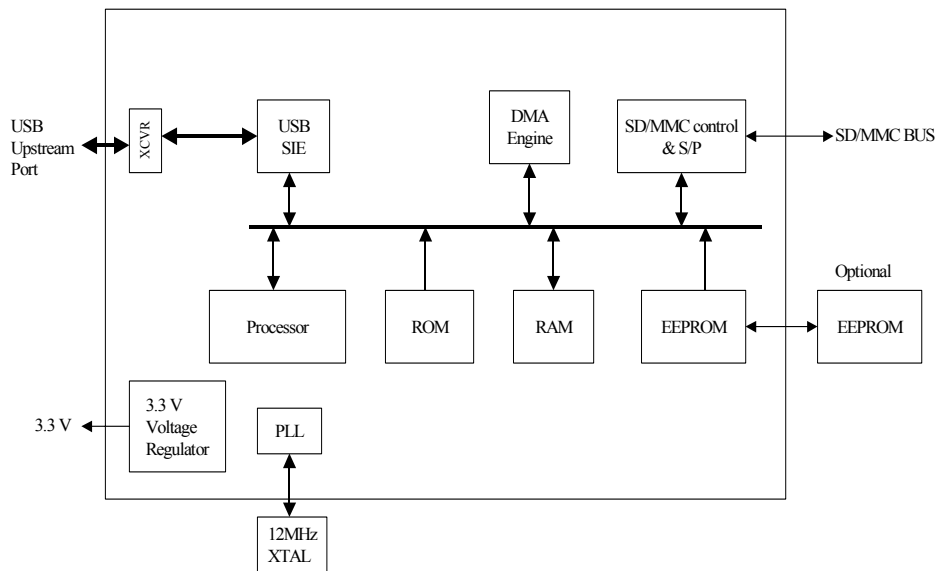 USB
Upstream
Port
XCVR
USB
SIE
DMA
Engine
SD/MMC control
& S/P
SD/MMC BUS
Processor
ROM
RAM
EEPROM
Optional
EEPROM
3.3 V
3.3 V
Voltage
Regulator
PLL
12MHz
XTAL